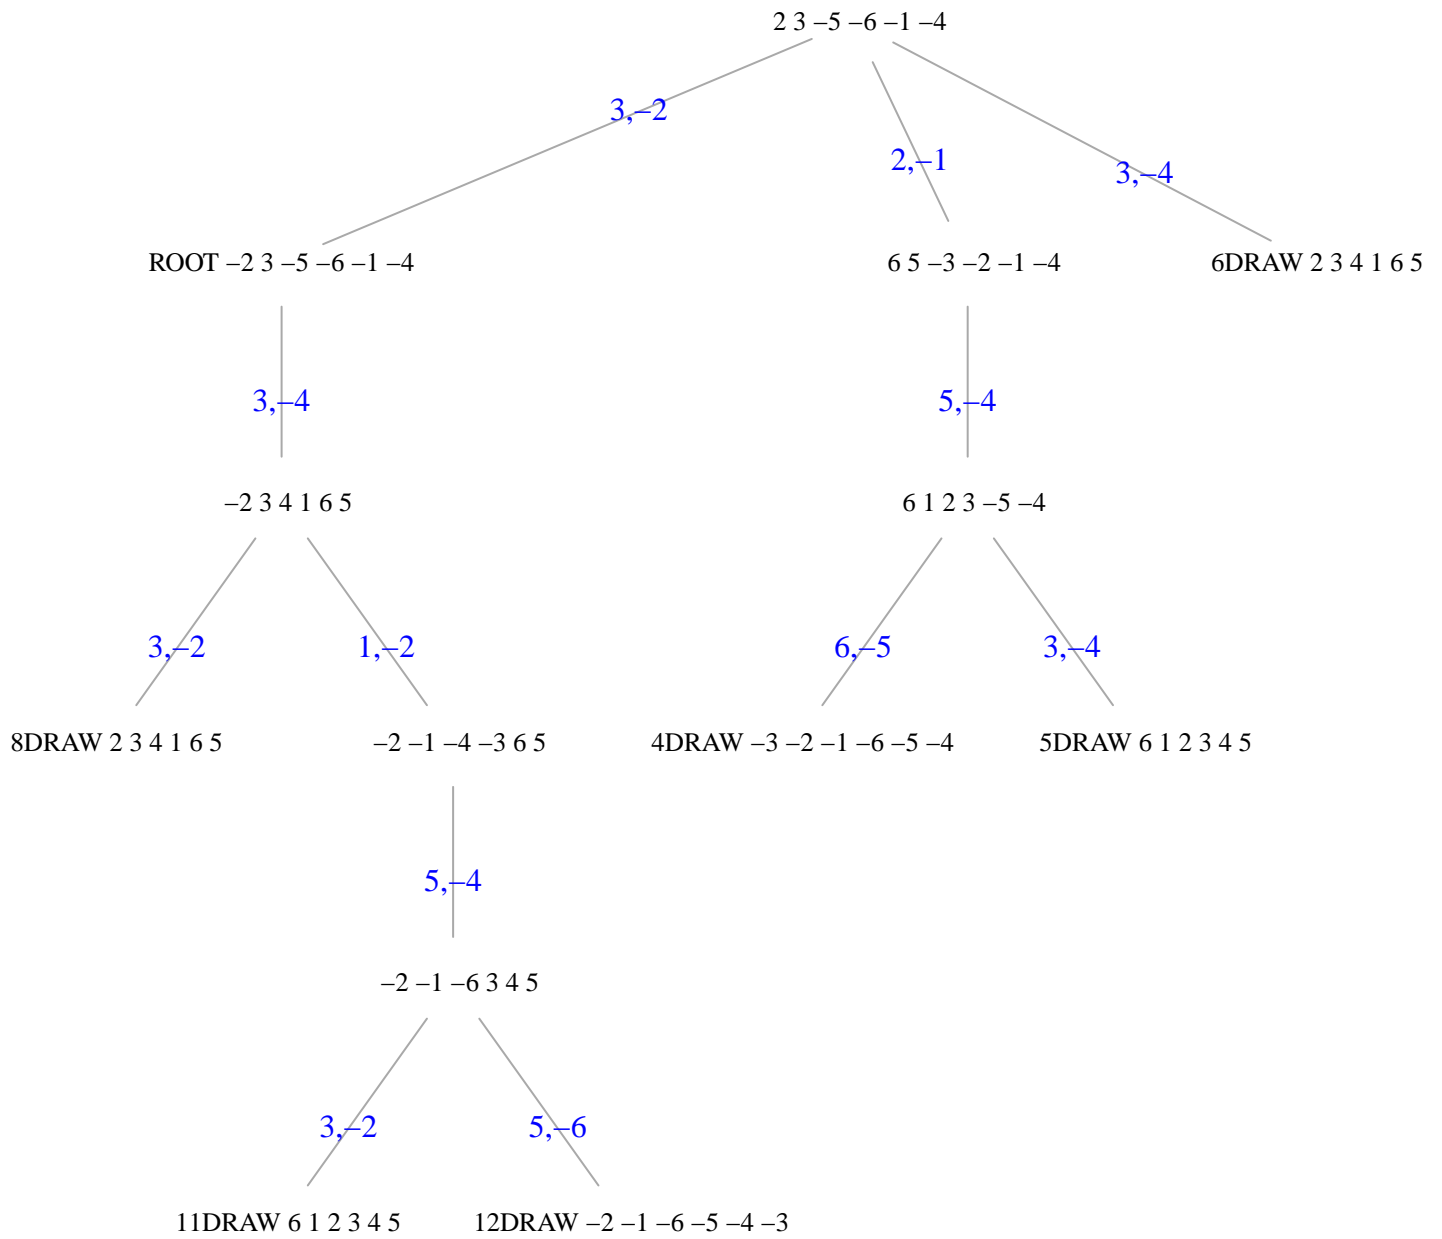 2 3 –5 –6 –1 –4
3,–2
2,–1
3,–4
ROOT –2 3 –5 –6 –1 –4
6 5 –3 –2 –1 –4
6DRAW 2 3 4 1 6 5
3,–4
5,–4
–2 3 4 1 6 5
6 1 2 3 –5 –4
3,–2
1,–2
6,–5
3,–4
8DRAW 2 3 4 1 6 5
–2 –1 –4 –3 6 5
4DRAW –3 –2 –1 –6 –5 –4
5DRAW 6 1 2 3 4 5
5,–4
–2 –1 –6 3 4 5
3,–2
5,–6
11DRAW 6 1 2 3 4 5
12DRAW –2 –1 –6 –5 –4 –3